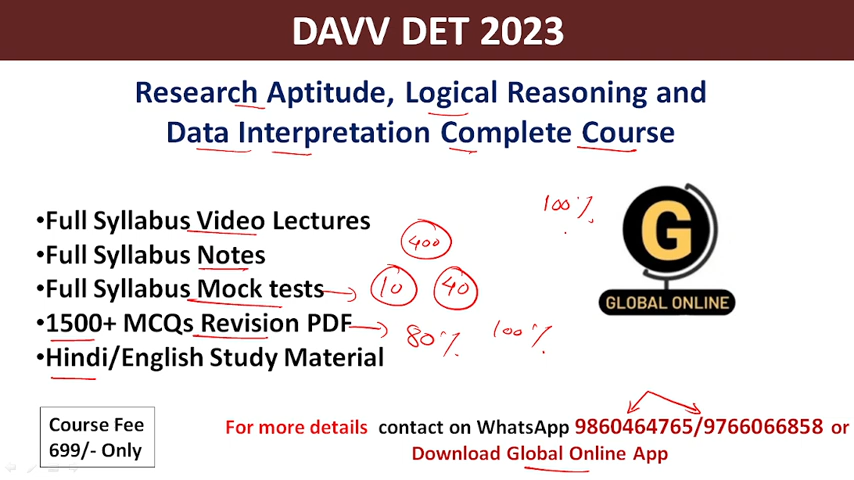 DAVV DET 2023
Research Aptitude, Logical Reasoning and
Data Interpretation Complete Course
•Full Syllabus Video Lectures
•Full Syllabus Notes
•Full Syllabus Mock tests
•1500+ MCQs Revision PDF
•Hindi/English Study Material
400
10 40
80%
100%
100%
G
GLOBAL ONLINE
Course Fee
699/- Only
For more details contact on WhatsApp 9860464765/9766066858 or
Download Global Online App